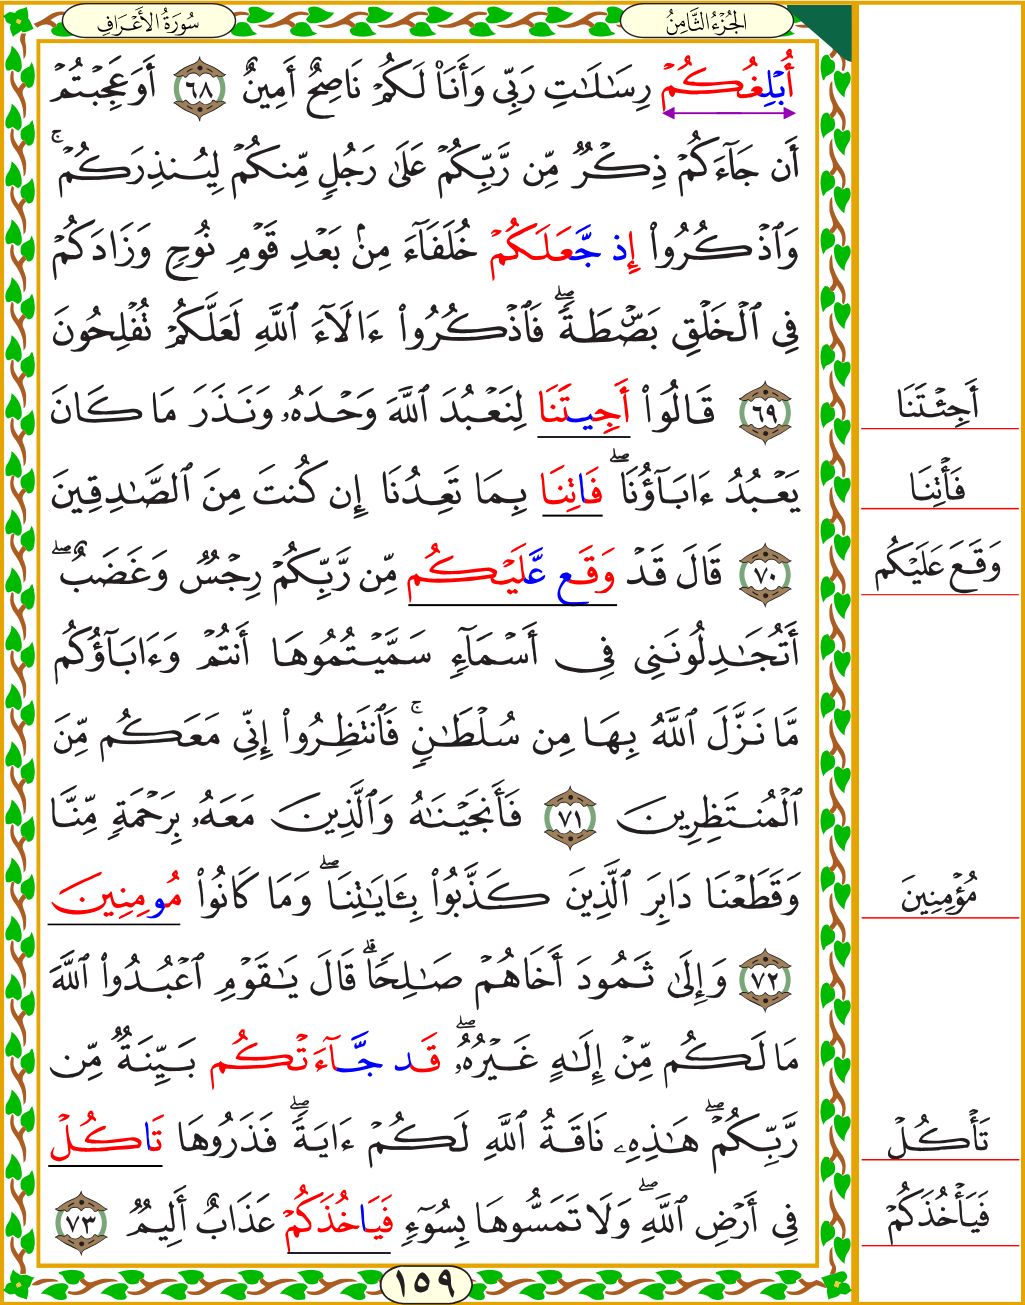 سُورَةُ الأَعْرَافِ
الجُزْءُ الثَّامِنُ
أُبْلِغُكُمْ رِسَٰلَٰتِ رَبِّى وَأَنَا۠ لَكُمْ نَاصِحٌ أَمِينٌ ٦٨ أَوَعَجِبْتُمْ
أَن جَآءَكُمْ ذِكْرٌ مِّن رَّبِّكُمْ عَلَىٰ رَجُلٍ مِّنكُمْ لِيُنذِرَكُمْ ۚ
وَٱذْكُرُوا۟ إِذ جَّعَلَكُمْ خُلَفَآءَ مِنۢ بَعْدِ قَوْمِ نُوحٍ وَزَادَكُمْ
فِى ٱلْخَلْقِ بَصْۜطَةً ۖ فَٱذْكُرُوا۟ ءَالَآءَ ٱللَّهِ لَعَلَّكُمْ تُفْلِحُونَ
٦٩ قَالُوٓا۟ أَجِيتَنَا لِنَعْبُدَ ٱللَّهَ وَحْدَهُۥ وَنَذَرَ مَا كَانَ
يَعْبُدُ ءَابَآؤُنَا ۖ فَاتِنَا بِمَا تَعِدُنَا إِن كُنتَ مِنَ ٱلصَّٰدِقِينَ
٧٠ قَالَ قَدْ وَقَع عَّلَيْكُم مِّن رَّبِّكُمْ رِجْسٌ وَغَضَبٌ ۖ
أَتُجَٰدِلُونَنِى فِىٓ أَسْمَآءٍ سَمَّيْتُمُوهَآ أَنتُمْ وَءَابَآؤُكُم
مَّا نَزَّلَ ٱللَّهُ بِهَا مِن سُلْطَٰنٍ ۚ فَٱنتَظِرُوٓا۟ إِنِّى مَعَكُم مِّنَ
ٱلْمُنتَظِرِينَ ٧١ فَأَنجَيْنَٰهُ وَٱلَّذِينَ مَعَهُۥ بِرَحْمَةٍ مِّنَّا
وَقَطَعْنَا دَابِرَ ٱلَّذِينَ كَذَّبُوا۟ بِـَٔايَٰتِنَا ۖ وَمَا كَانُوا۟ مُومِنِينَ
٧٢ وَإِلَىٰ ثَمُودَ أَخَاهُمْ صَٰلِحًا ۗ قَالَ يَٰقَوْمِ ٱعْبُدُوا۟ ٱللَّهَ
مَا لَكُم مِّنْ إِلَٰهٍ غَيْرُهُۥ ۖ قَد جَّآءَتْكُم بَيِّنَةٌ مِّن
رَّبِّكُمْ ۖ هَٰذِهِۦ نَاقَةُ ٱللَّهِ لَكُمْ ءَايَةً ۖ فَذَرُوهَا تَاكُلْ
فِىٓ أَرْضِ ٱللَّهِ ۖ وَلَا تَمَسُّوهَا بِسُوٓءٍ فَيَاخُذَكُمْ عَذَابٌ أَلِيمٌ ٧٣
١٥٩
أَجِئْتَنَا
فَأْتِنَا
وَقَعَ عَلَيْكُم
مُؤْمِنِينَ
تَأْكُلْ
فَيَأْخُذَكُمْ